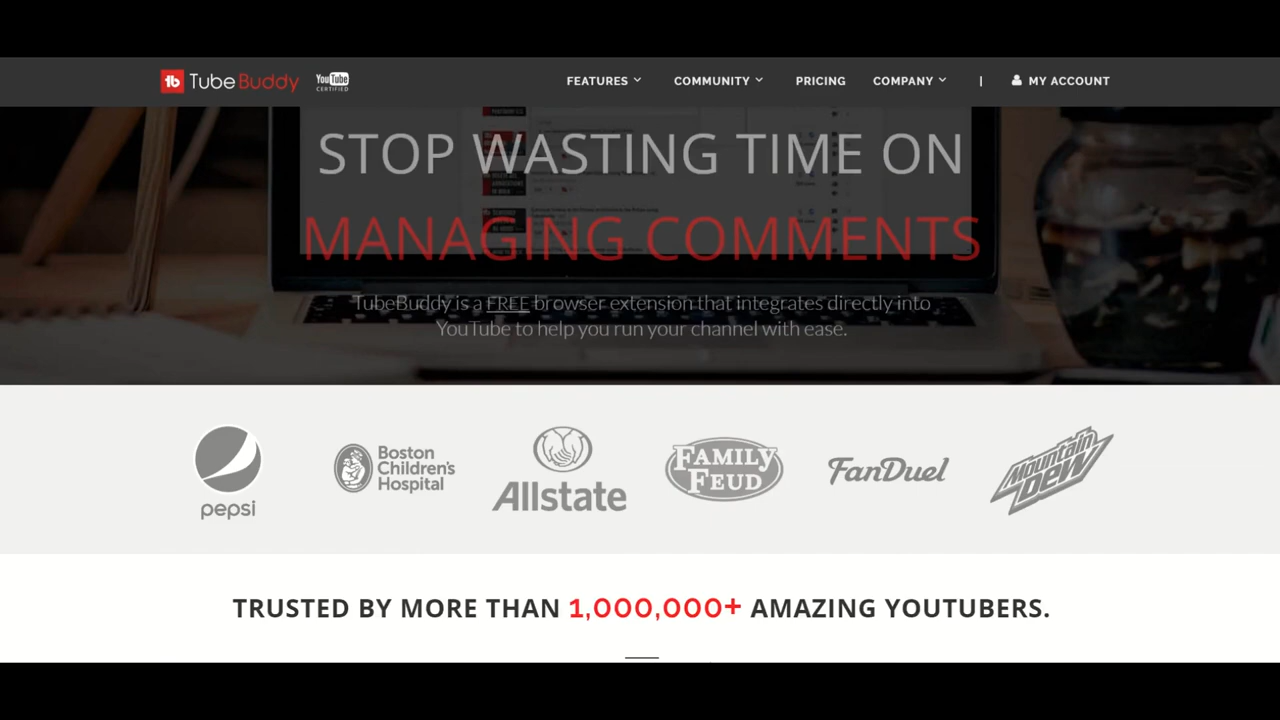 TubeBuddy
YouTube
CERTIFIED
FEATURES
COMMUNITY
PRICING
COMPANY
|
MY ACCOUNT
STOP WASTING TIME ON
MANAGING COMMENTS
TubeBuddy is a FREE browser extension that integrates directly into
YouTube to help you run your channel with ease.
pepsi
Boston
Children's
Hospital
Allstate
FAMILY
FEUD
FanDuel
Mountain
DEW
TRUSTED BY MORE THAN 1,000,000+ AMAZING YOUTUBERS.